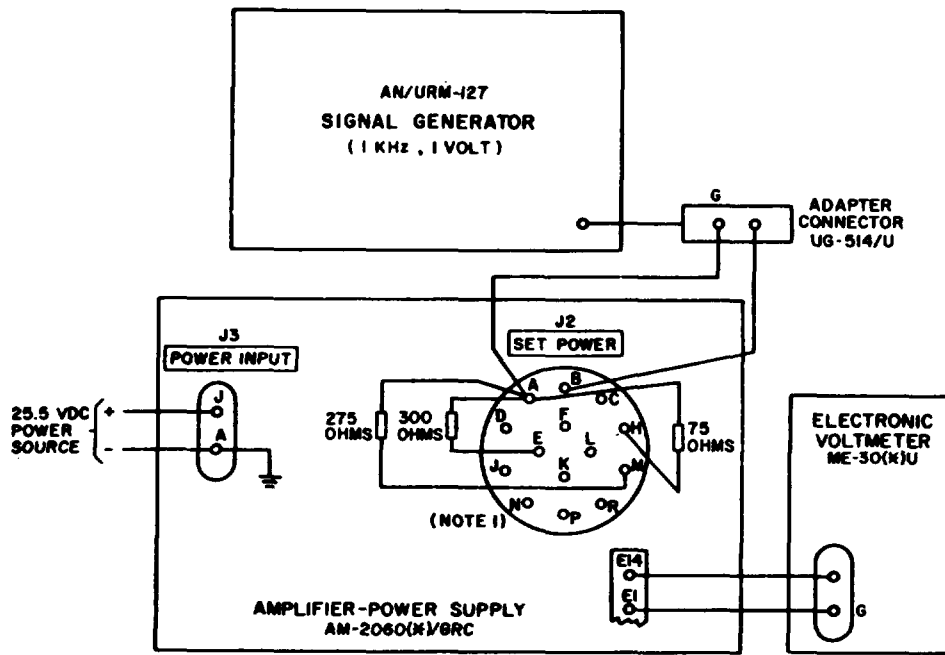 AN/URM-127
SIGNAL GENERATOR
(1 KHz, 1 VOLT)
G
ADAPTER
CONNECTOR
UG-514/U
J3
POWER INPUT
J2
SET POWER
J
A
25.5 VDC
POWER
SOURCE
+
-
275
OHMS
300
OHMS
75
OHMS
A
B
C
D
F
H
E
L
J
K
M
N
P
R
(NOTE 1)
ELECTRONIC
VOLTMETER
ME-30(*)U
E14
E1
G
AMPLIFIER-POWER SUPPLY
AM-2060(*)/GRC